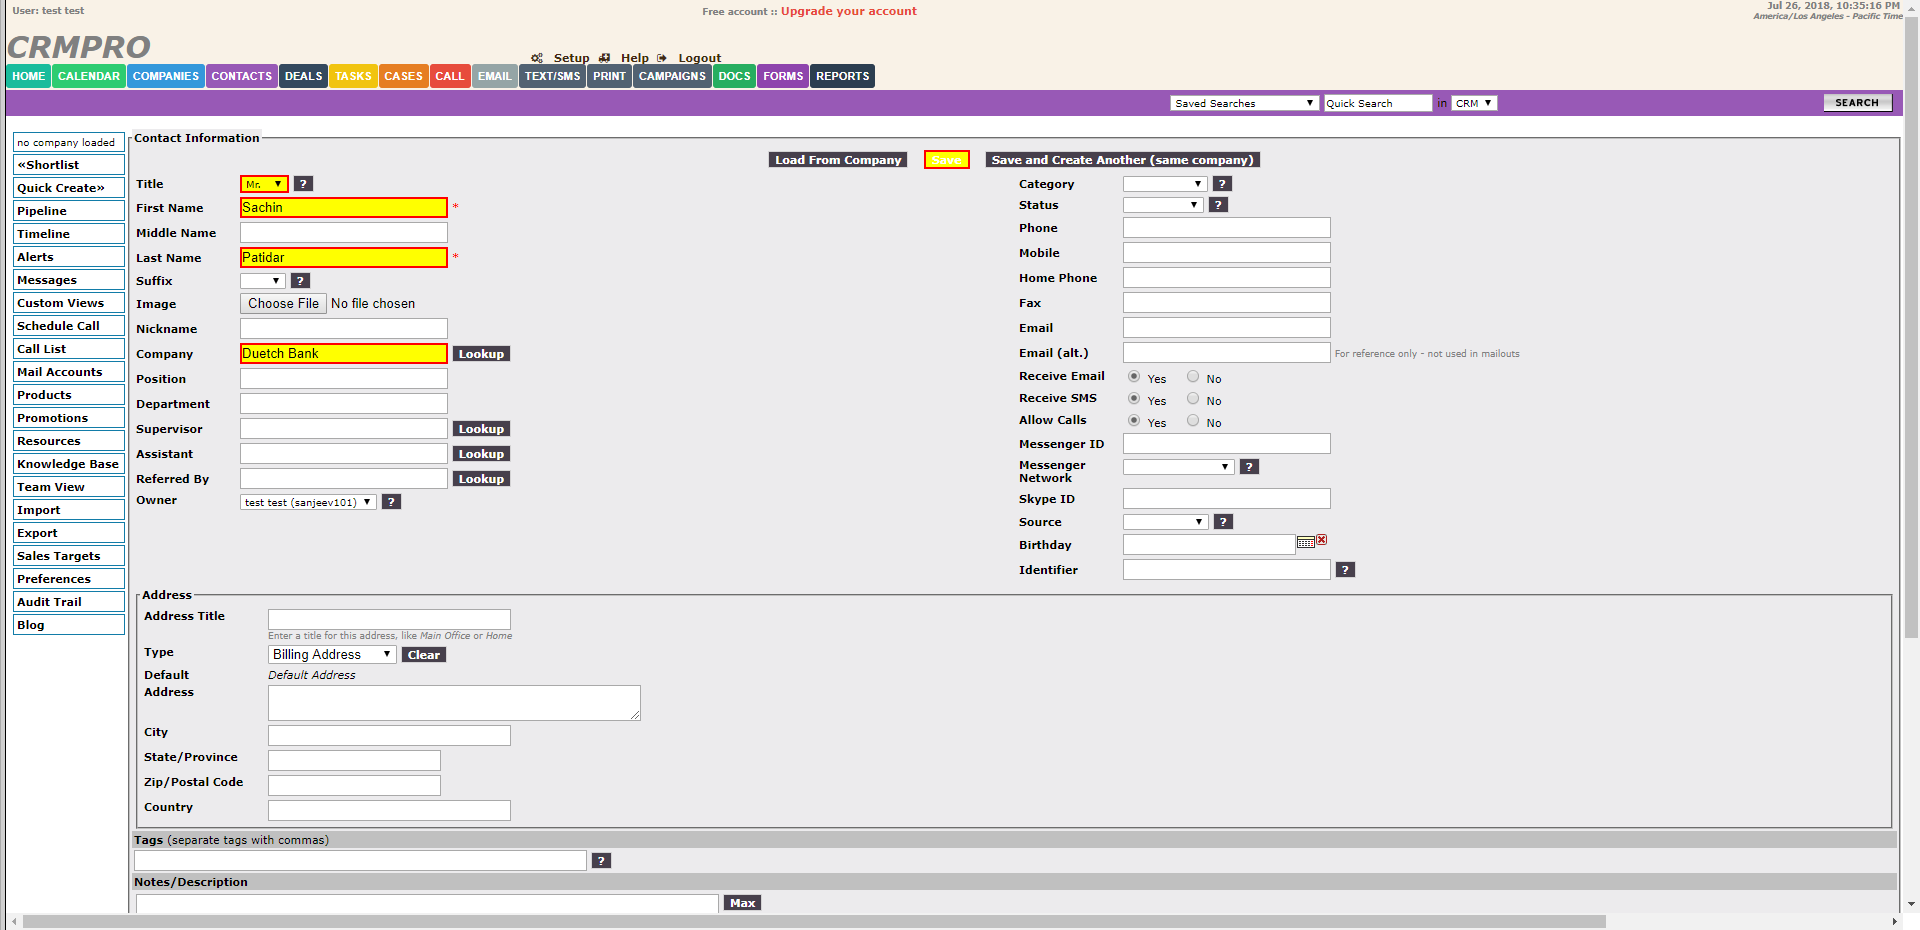 User: test test
Free account :: Upgrade your account
Jul 26, 2018, 10:35:16 PM
America/Los Angeles - Pacific Time
CRMPRO
Setup Help Logout
HOME CALENDAR COMPANIES CONTACTS DEALS TASKS CASES CALL EMAIL TEXT/SMS PRINT CAMPAIGNS DOCS FORMS REPORTS
Saved Searches Quick Search in CRM SEARCH
no company loaded
«Shortlist
Quick Create»
Pipeline
Timeline
Alerts
Messages
Custom Views
Schedule Call
Call List
Mail Accounts
Products
Promotions
Resources
Knowledge Base
Team View
Import
Export
Sales Targets
Preferences
Audit Trail
Blog
Contact Information
Load From Company Save Save and Create Another (same company)
Title Mr. ?
First Name Sachin *
Middle Name
Last Name Patidar *
Suffix ?
Image Choose File No file chosen
Nickname
Company Duetch Bank Lookup
Position
Department
Supervisor Lookup
Assistant Lookup
Referred By Lookup
Owner test test (sanjeev101) ?
Category ?
Status ?
Phone
Mobile
Home Phone
Fax
Email
Email (alt.) For reference only - not used in mailouts
Receive Email Yes No
Receive SMS Yes No
Allow Calls Yes No
Messenger ID
Messenger
Network ?
Skype ID
Source ?
Birthday
Identifier ?
Address
Address Title
Enter a title for this address, like Main Office or Home
Type Billing Address Clear
Default Default Address
Address
City
State/Province
Zip/Postal Code
Country
Tags (separate tags with commas)
?
Notes/Description
Max